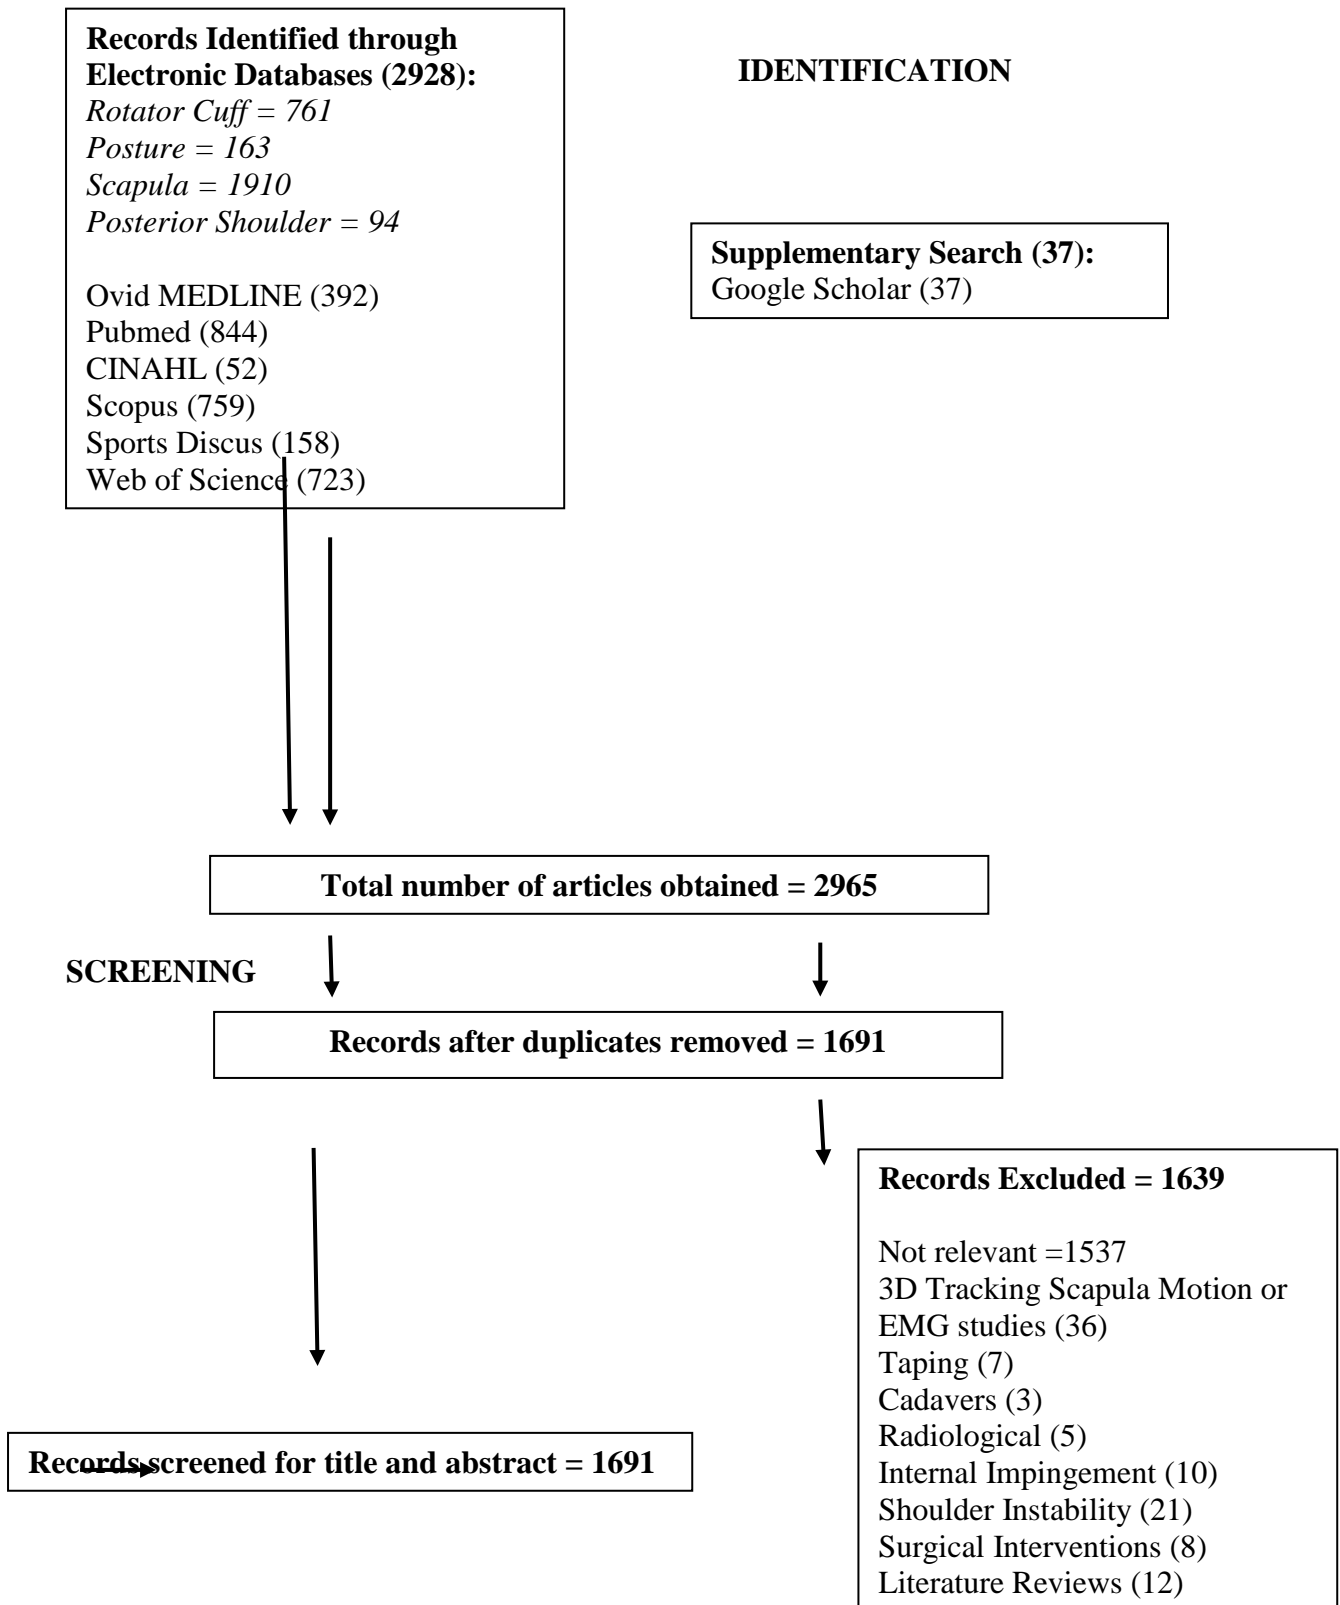 Records Identified through
Electronic Databases (2928):
Rotator Cuff = 761
Posture = 163
Scapula = 1910
Posterior Shoulder = 94
Ovid MEDLINE (392)
Pubmed (844)
CINAHL (52)
Scopus (759)
Sports Discus (158)
Web of Science (723)
IDENTIFICATION
Supplementary Search (37):
Google Scholar (37)
Total number of articles obtained = 2965
SCREENING
Records after duplicates removed = 1691
Records screened for title and abstract = 1691
Records Excluded = 1639
Not relevant =1537
3D Tracking Scapula Motion or
EMG studies (36)
Taping (7)
Cadavers (3)
Radiological (5)
Internal Impingement (10)
Shoulder Instability (21)
Surgical Interventions (8)
Literature Reviews (12)